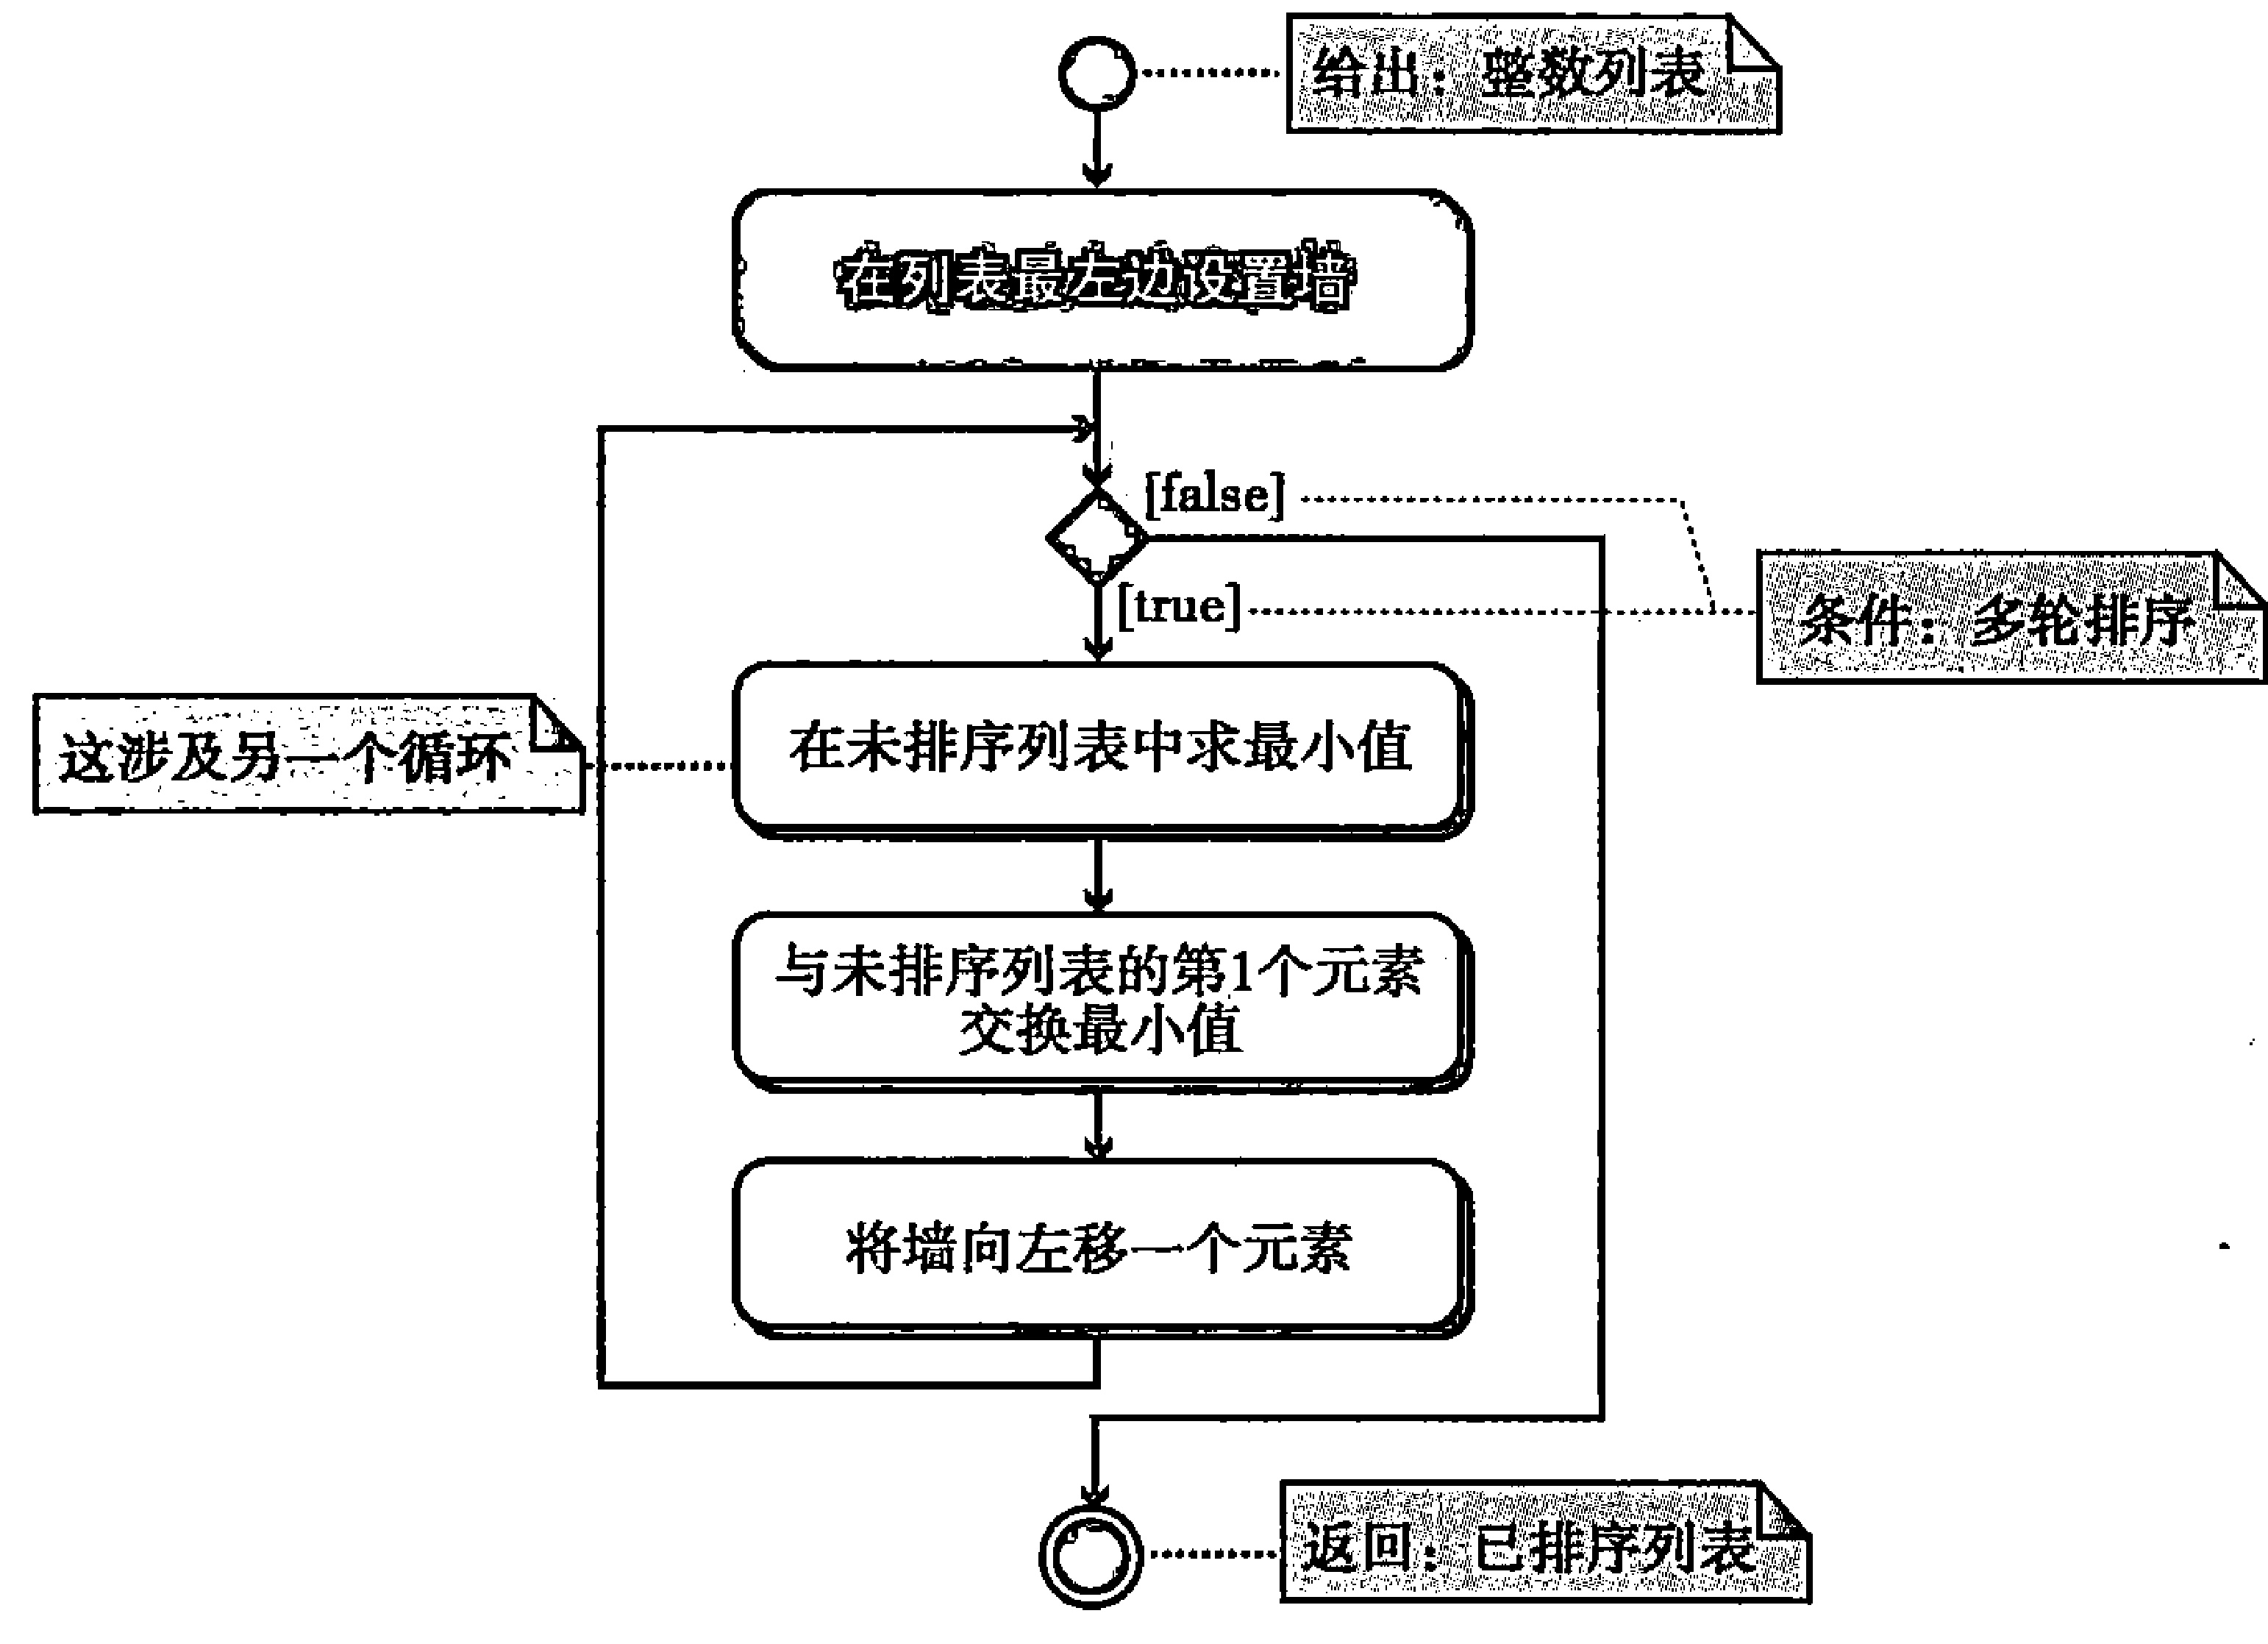 给出：整数列表
在列表最左边设置墙
[false]
[true]
条件：多轮排序
这涉及另一个循环
在未排序列表中求最小值
与未排序列表的第1个元素
交换最小值
将墙向左移一个元素
返回：已排序列表